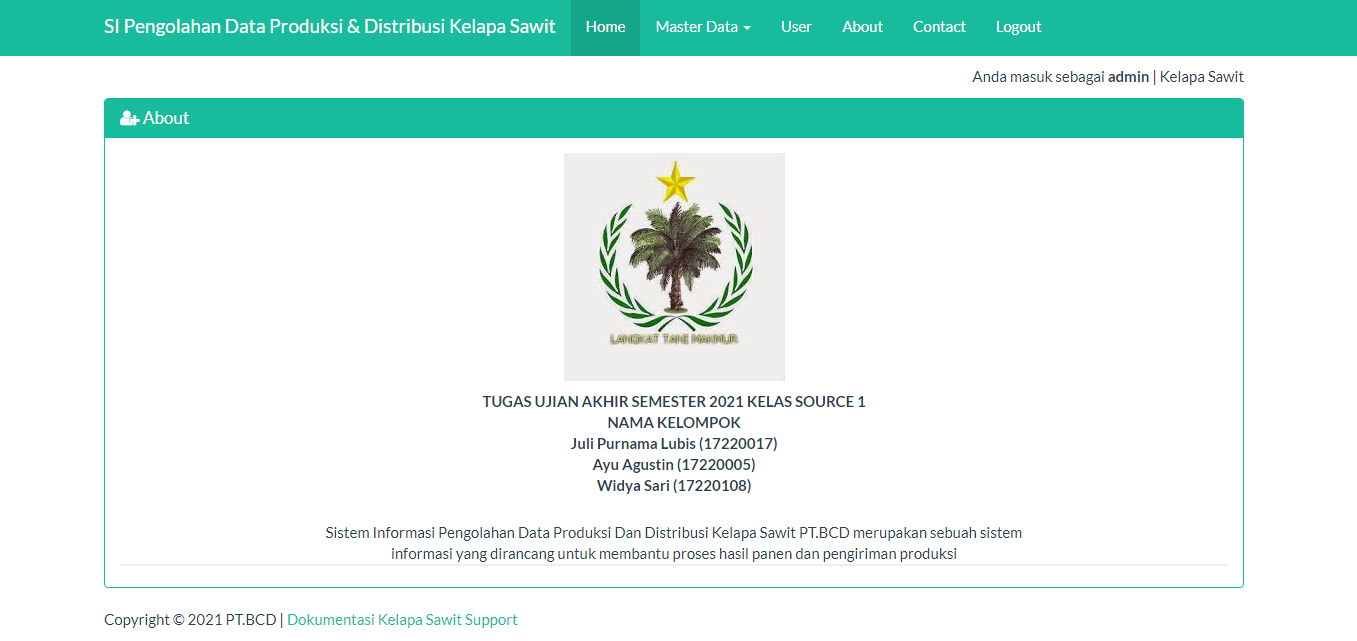 SI Pengolahan Data Produksi & Distribusi Kelapa Sawit Home Master Data User About Contact Logout
Anda masuk sebagai admin | Kelapa Sawit
About
LANGKAT TANI MAKMUR
TUGAS UJIAN AKHIR SEMESTER 2021 KELAS SOURCE 1
NAMA KELOMPOK
Juli Purnama Lubis (17220017)
Ayu Agustin (17220005)
Widya Sari (17220108)
Sistem Informasi Pengolahan Data Produksi Dan Distribusi Kelapa Sawit PT.BCD merupakan sebuah sistem
informasi yang dirancang untuk membantu proses hasil panen dan pengiriman produksi
Copyright © 2021 PT.BCD | Dokumentasi Kelapa Sawit Support